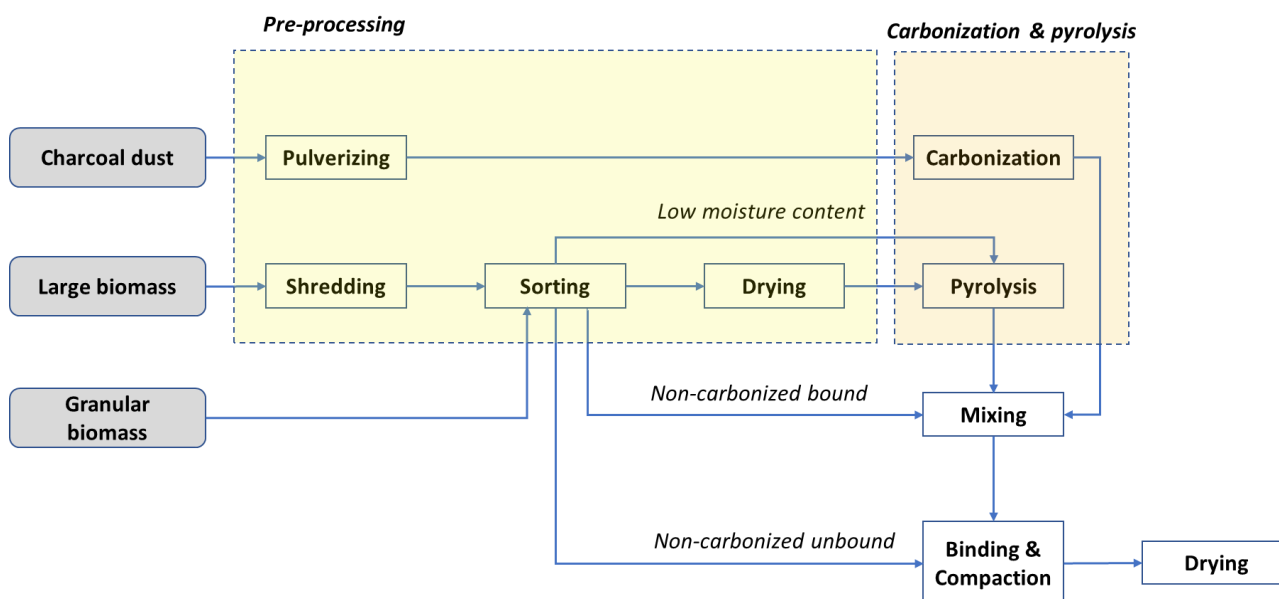 Pre-processing
Carbonization & pyrolysis
Charcoal dust
Pulverizing
Carbonization
Low moisture content
Large biomass
Shredding
Sorting
Drying
Pyrolysis
Granular
biomass
Non-carbonized bound
Mixing
Non-carbonized unbound
Binding &
Compaction
Drying